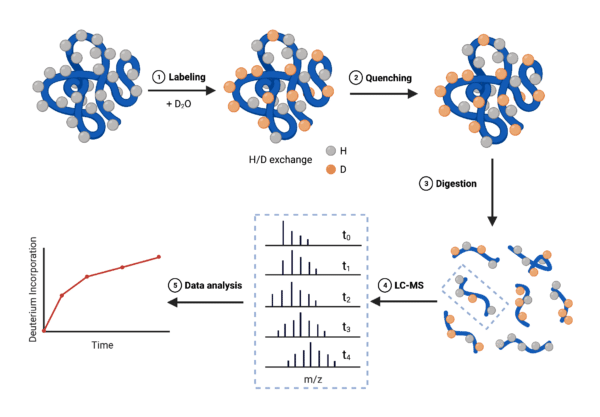 ① Labeling
+ D₂O
② Quenching
H/D exchange
H
D
③ Digestion
④ LC-MS
t₀
t₁
t₂
t₃
t₄
m/z
⑤ Data analysis
Deuterium Incorporation
Time